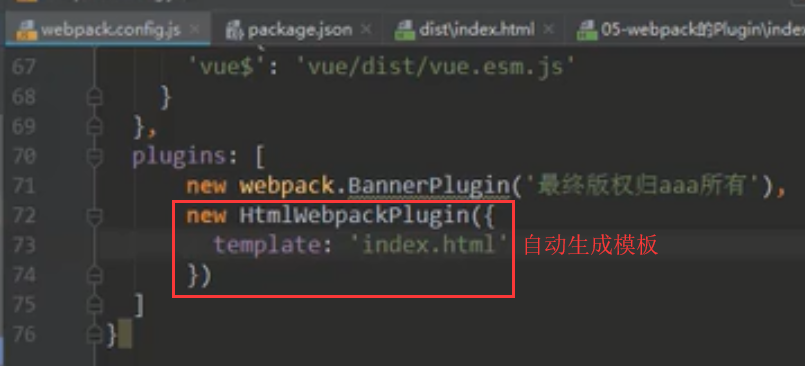 webpack.config.js package.json dist\index.html 05-webpack的Plugin\inde
67 'vue$': 'vue/dist/vue.esm.js'
68 }
69 },
70 plugins: [
71 new webpack.BannerPlugin('最终版权归aaa所有'),
72 new HtmlWebpackPlugin({
73 template: 'index.html' 自动生成模板
74 })
75 ]
76 }